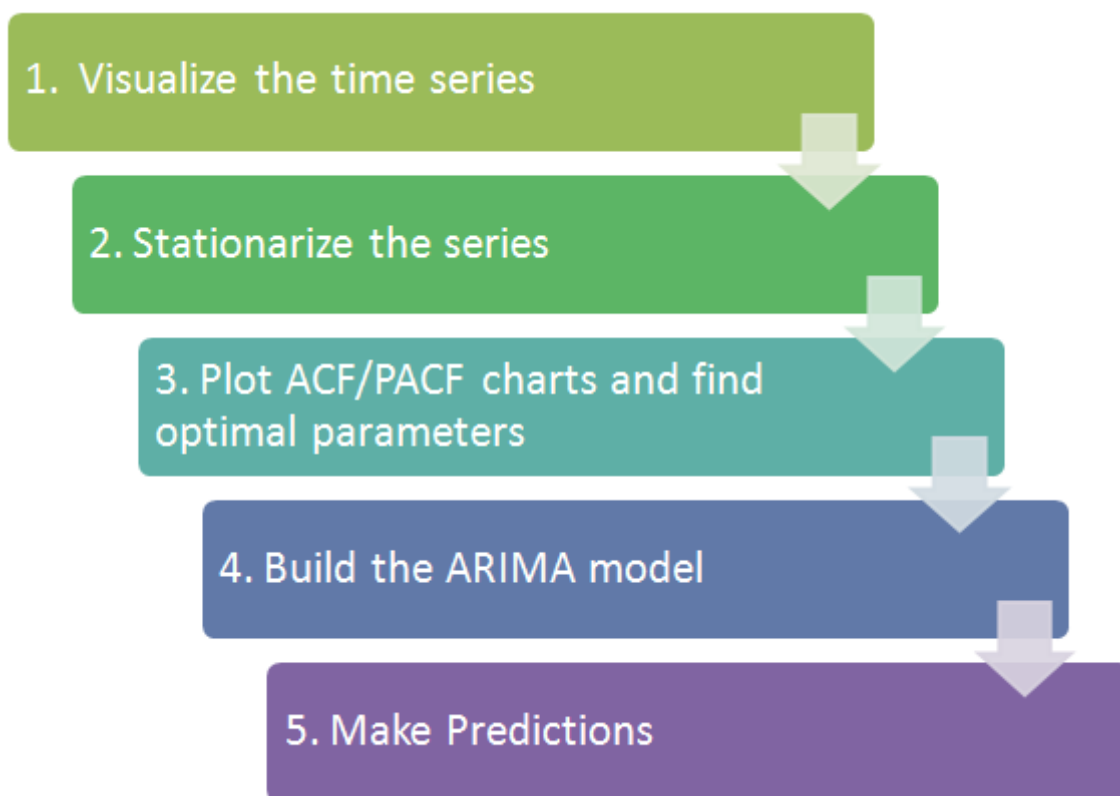 1. Visualize the time series
2. Stationarize the series
3. Plot ACF/PACF charts and find
optimal parameters
4. Build the ARIMA model
5. Make Predictions